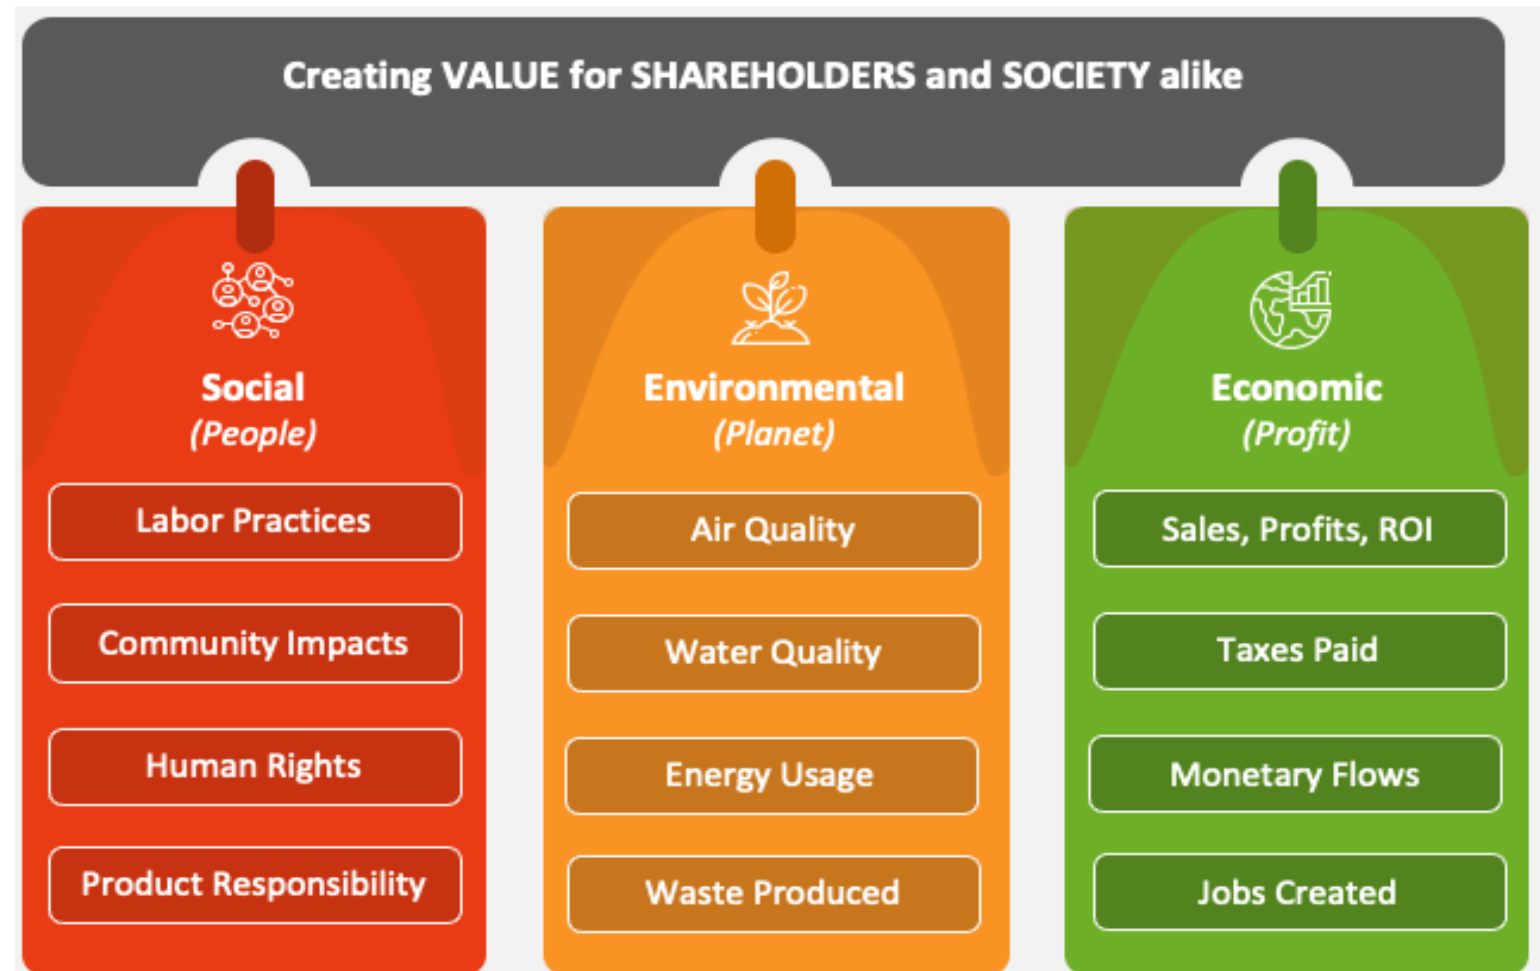 Creating VALUE for SHAREHOLDERS and SOCIETY alike
Social
(People)
Labor Practices
Community Impacts
Human Rights
Product Responsibility
Environmental
(Planet)
Air Quality
Water Quality
Energy Usage
Waste Produced
Economic
(Profit)
Sales, Profits, ROI
Taxes Paid
Monetary Flows
Jobs Created